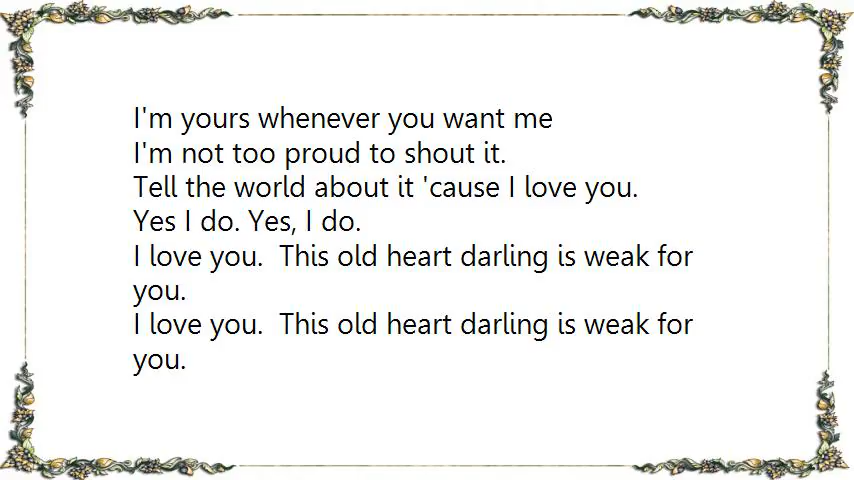 I'm yours whenever you want me
I'm not too proud to shout it.
Tell the world about it 'cause I love you.
Yes I do. Yes, I do.
I love you.  This old heart darling is weak for
you.
I love you.  This old heart darling is weak for
you.